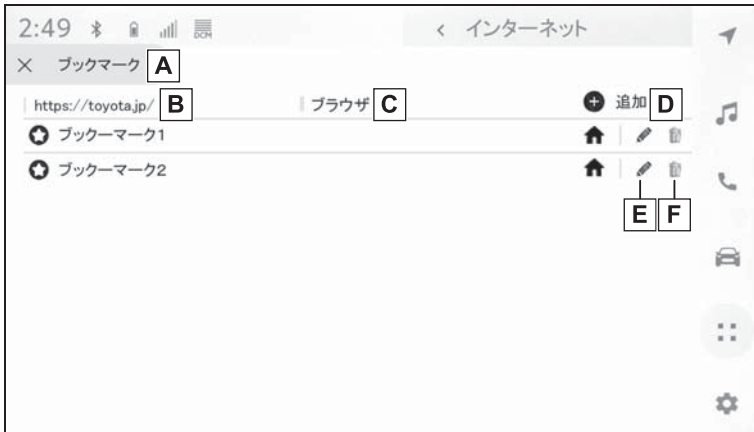 2:49 DCM < インターネット
× ブックマーク A
https://toyota.jp/ B ブラウザ C 追加 D
ブックーマーク1
ブックーマーク2
E F